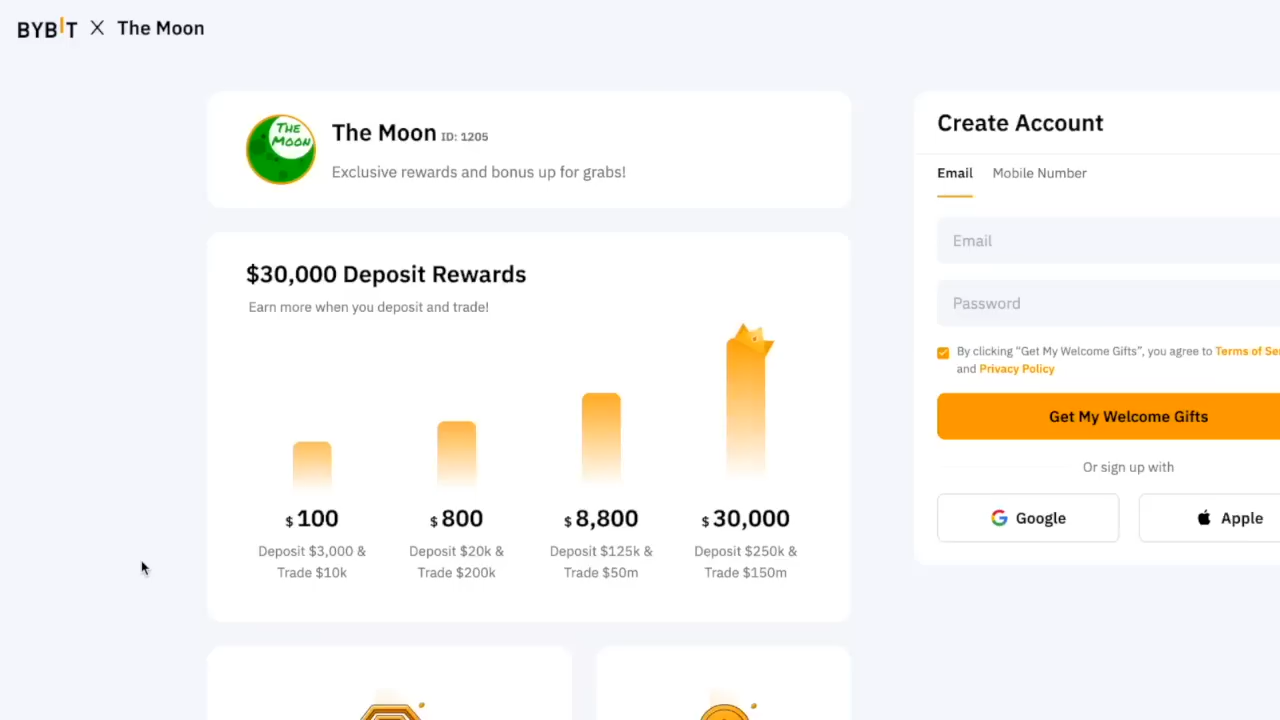 BYBIT X The Moon
THE
MOON
The Moon ID: 1205
Exclusive rewards and bonus up for grabs!
$30,000 Deposit Rewards
Earn more when you deposit and trade!
$ 100
Deposit $3,000 &
Trade $10k
$ 800
Deposit $20k &
Trade $200k
$ 8,800
Deposit $125k &
Trade $50m
$ 30,000
Deposit $250k &
Trade $150m
Create Account
Email Mobile Number
Email
Password
By clicking “Get My Welcome Gifts”, you agree to Terms of Ser
and Privacy Policy
Get My Welcome Gifts
Or sign up with
Google
Apple